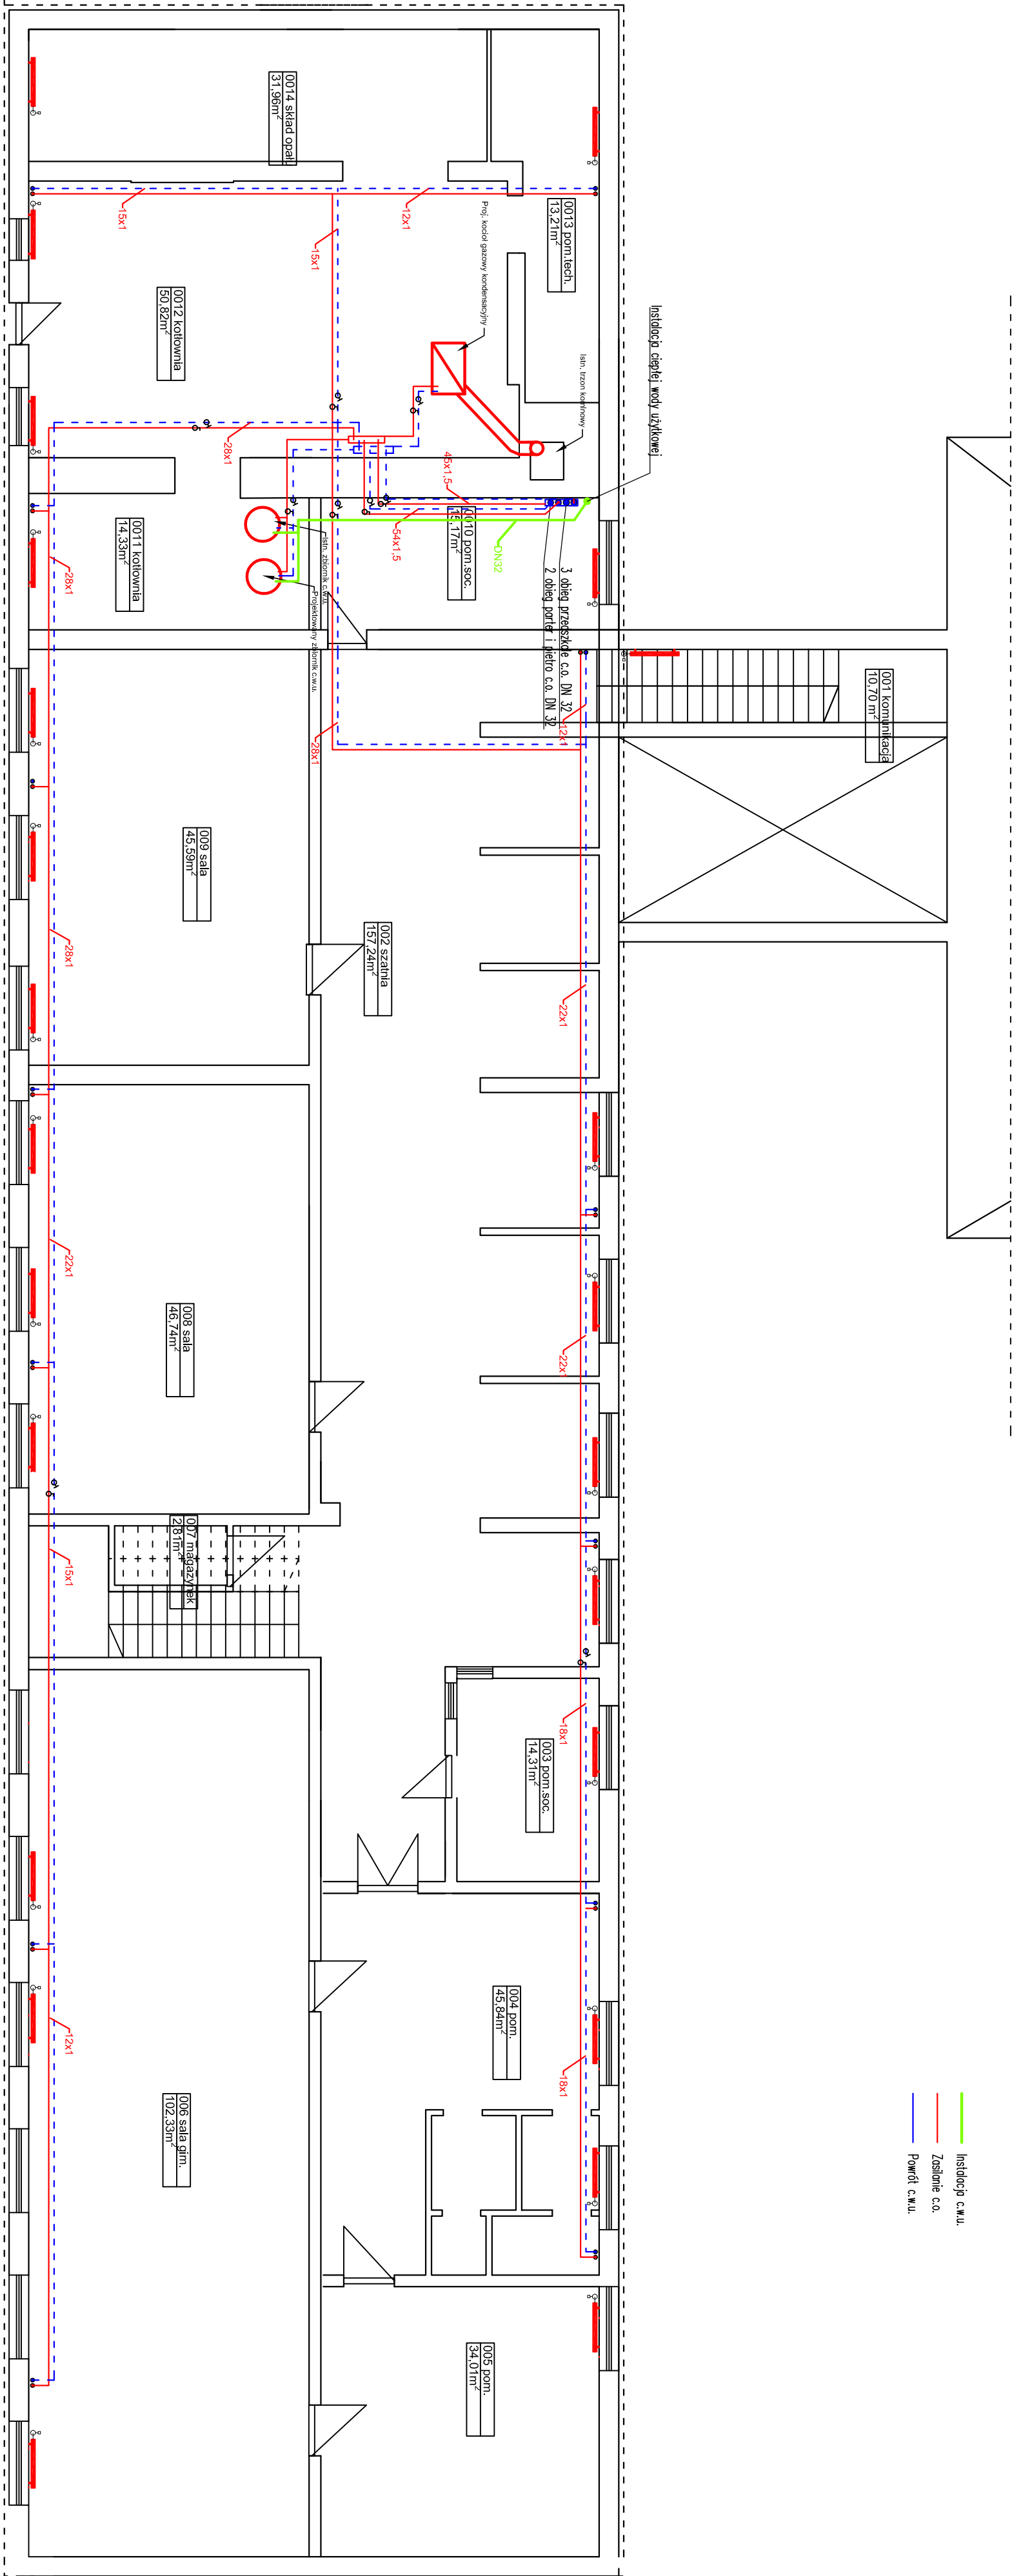 0014 skład opału
31,96m²
0013 pom.tech.
13,21m²
15x1
12x1
15x1
Proj. kocioł gazowy kondensacyjny
0012 kotłownia
50,82m²
Istn. trzon kominowy
Instalacja ciepłej wody użytkowej
28x1
45x1,5
54x1,5
0010 pom.soc.
15,17m²
DN32
0011 kotłownia
14,33m²
28x1
Istn. zbiornik c.w.u.
Projektowany zbiornik c.w.u.
3 obieg przedszkole c.o. DN 32
2 obieg parter i piętro c.o. DN 32
001 komunikacja
10,70 m²
12x1
28x1
009 sala
45,59m²
002 szatnia
157,24m²
28x1
22x1
22x1
008 sala
46,74m²
22x1
007 magazynek
2,81m²
15x1
18x1
003 pom.soc.
14,31m²
004 pom.
45,84m²
12x1
18x1
006 sala gim.
102,33m²
005 pom.
34,01m²
Instalacja c.w.u.
Zasilanie c.o.
Powrót c.w.u.